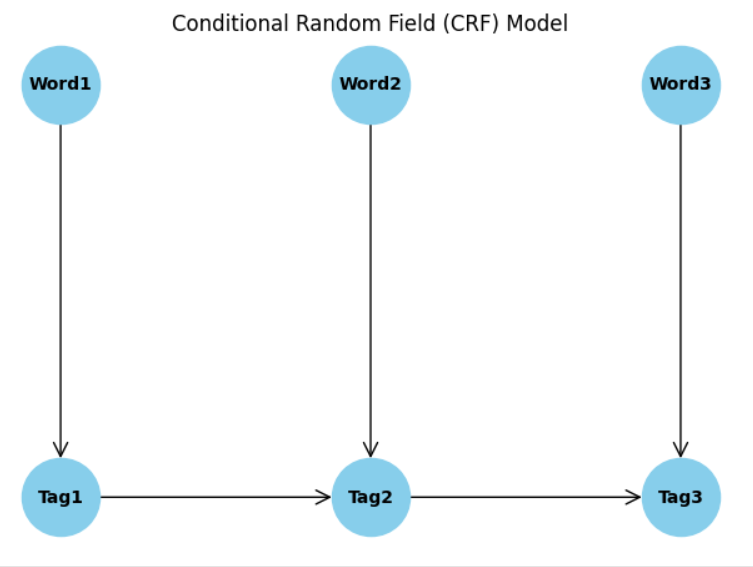 Conditional Random Field (CRF) Model
Word1 Word2 Word3
Tag1 Tag2 Tag3